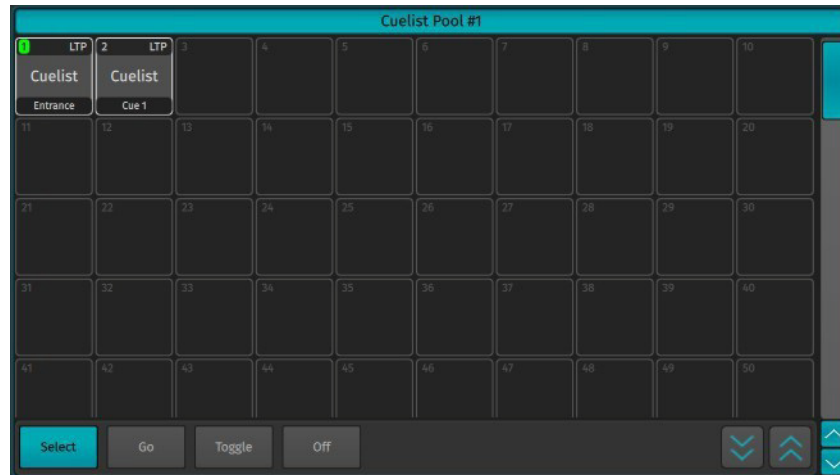 Cuelist Pool #1
1 LTP 2 LTP 3 4 5 6 7 8 9 10
Cuelist Cuelist
Entrance Cue 1
11 12 13 14 15 16 17 18 19 20
21 22 23 24 25 26 27 28 29 30
31 32 33 34 35 36 37 38 39 40
41 42 43 44 45 46 47 48 49 50
Select Go Toggle Off